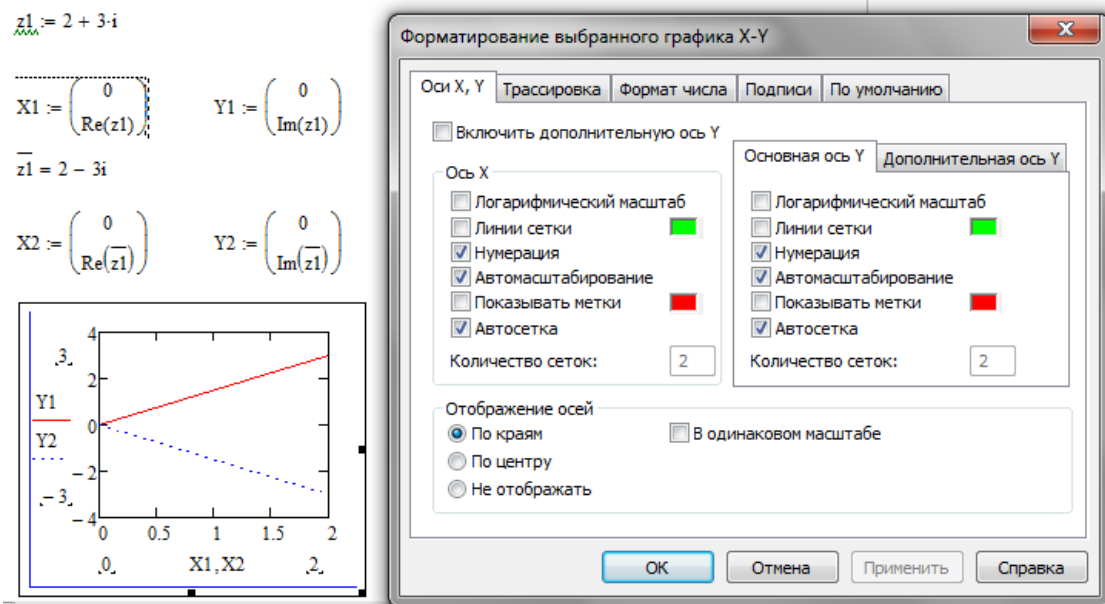 z1 := 2 + 3·i
X1 := ( 0 Re(z1) ) Y1 := ( 0 Im(z1) )
z1̅ = 2 − 3i
X2 := ( 0 Re(z1̅) ) Y2 := ( 0 Im(z1̅) )
4
3
2
Y1
0
Y2
−2
−3
−4
0 0.5 1 1.5 2
0 X1,X2 2
Форматирование выбранного графика X-Y
Оси X, Y Трассировка Формат числа Подписи По умолчанию
Включить дополнительную ось Y
Ось X
Логарифмический масштаб
Линии сетки
Нумерация
Автомасштабирование
Показывать метки
Автосетка
Количество сеток: 2
Основная ось Y Дополнительная ось Y
Логарифмический масштаб
Линии сетки
Нумерация
Автомасштабирование
Показывать метки
Автосетка
Количество сеток: 2
Отображение осей
По краям В одинаковом масштабе
По центру
Не отображать
OK Отмена Применить Справка